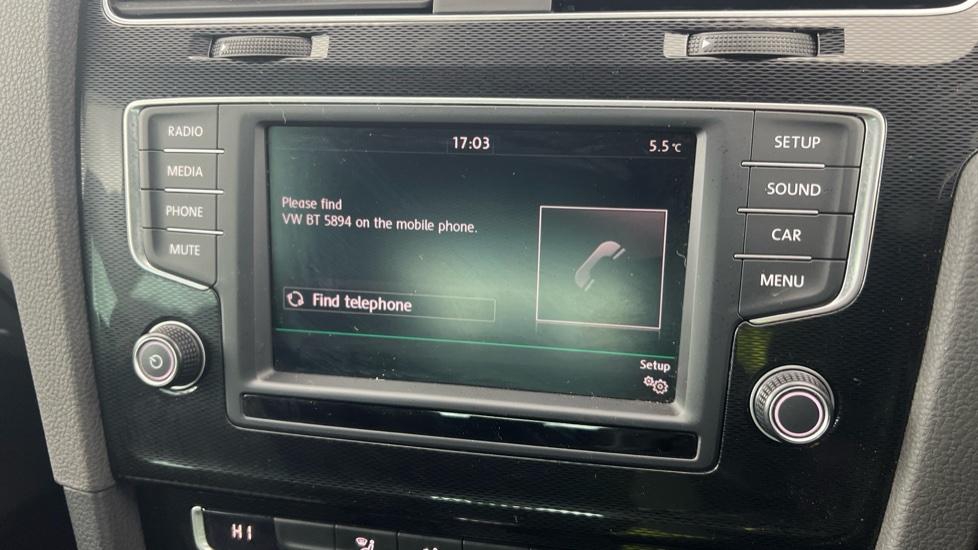 RADIO
MEDIA
PHONE
MUTE
17:03
5.5°C
Please find
VW BT 5894 on the mobile phone.
Find telephone
Setup
SETUP
SOUND
CAR
MENU
HI